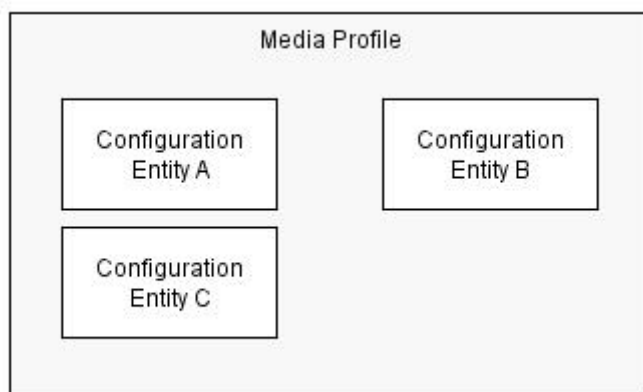 Media Profile
Configuration
Entity A
Configuration
Entity B
Configuration
Entity C